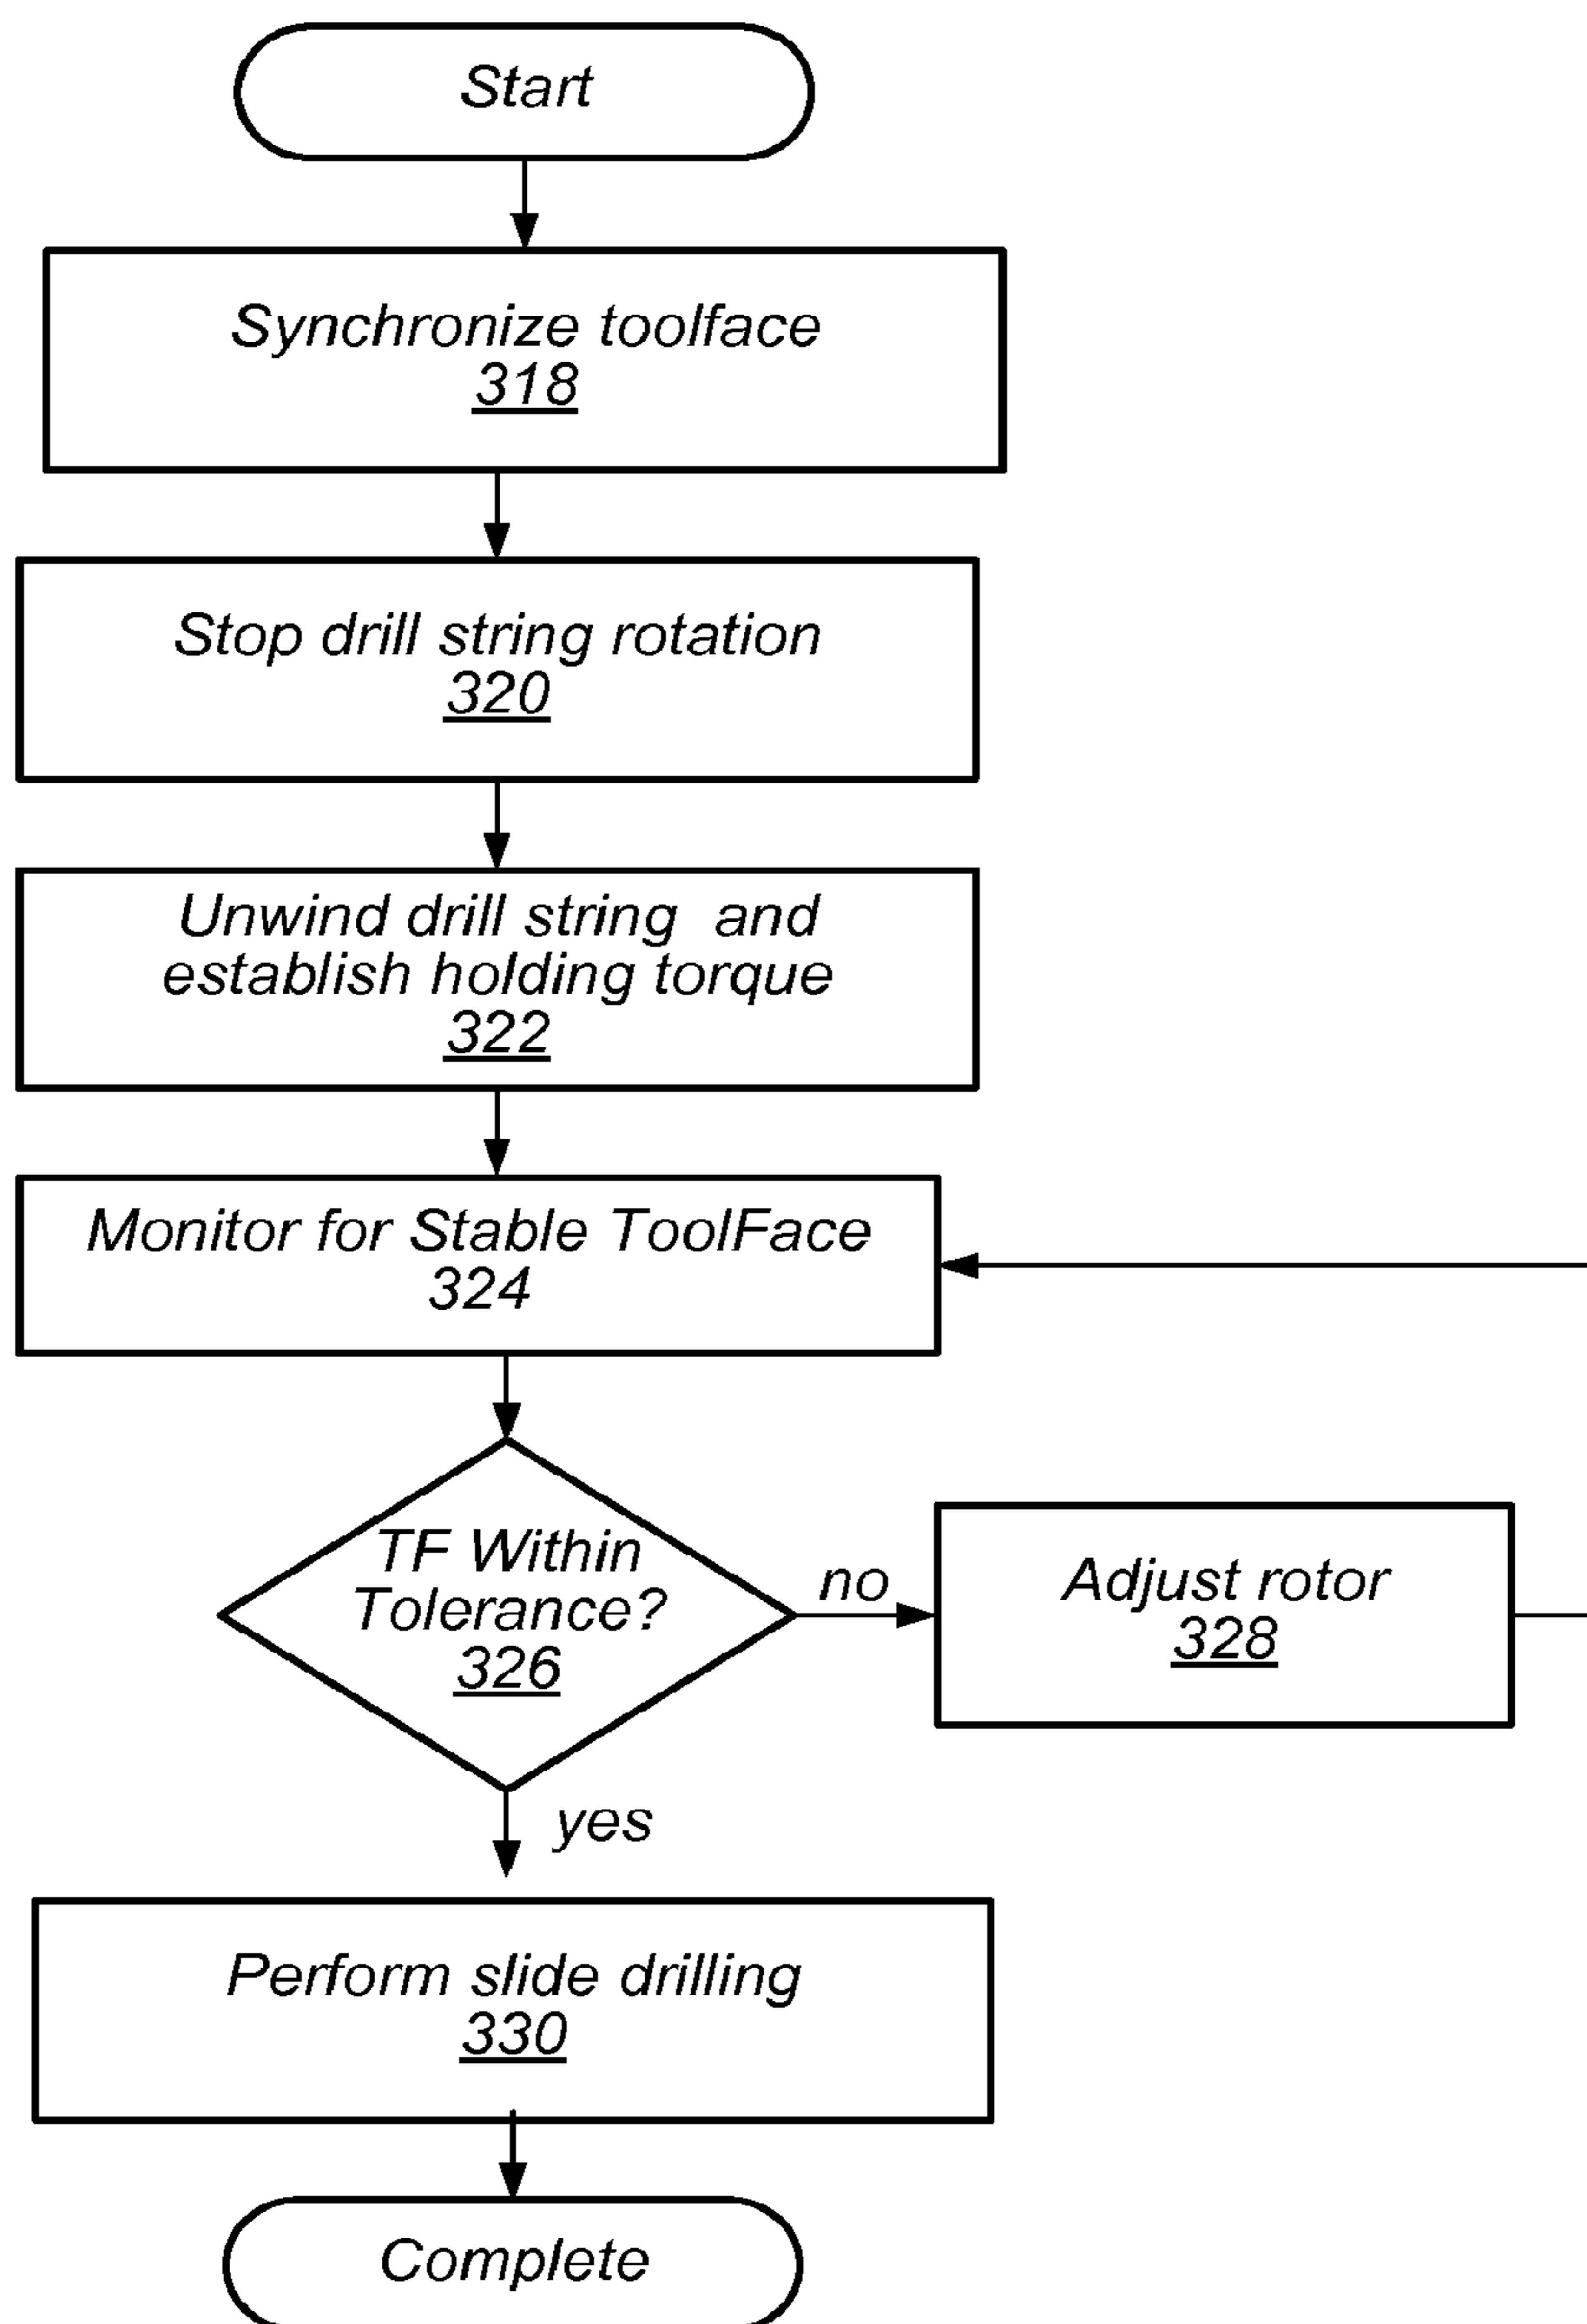 Start
Synchronize toolface
318
Stop drill string rotation
320
Unwind drill string and
establish holding torque
322
Monitor for Stable ToolFace
324
TF Within
Tolerance?
326
no
Adjust rotor
328
yes
Perform slide drilling
330
Complete